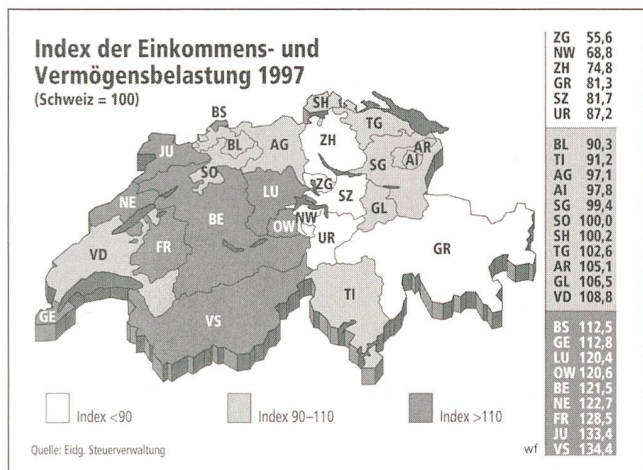 Index der Einkommens- und
Vermögensbelastung 1997
(Schweiz = 100)
BS
SH
JU
BL
AG
ZH
TG
SO
SG
AR
AI
NE
BE
LU
ZG
SZ
GL
OW
NW
UR
GR
VD
FR
GE
VS
TI
Index <90
Index 90–110
Index >110
Quelle: Eidg. Steuerverwaltung
wf
ZG 55,6
NW 68,8
ZH 74,8
GR 81,3
SZ 81,7
UR 87,2
BL 90,3
TI 91,2
AG 97,1
AI 97,8
SG 99,4
SO 100,0
SH 100,2
TG 102,6
AR 105,1
GL 106,5
VD 108,8
BS 112,5
GE 112,8
LU 120,4
OW 120,6
BE 121,5
NE 122,7
FR 128,5
JU 133,4
VS 134,4